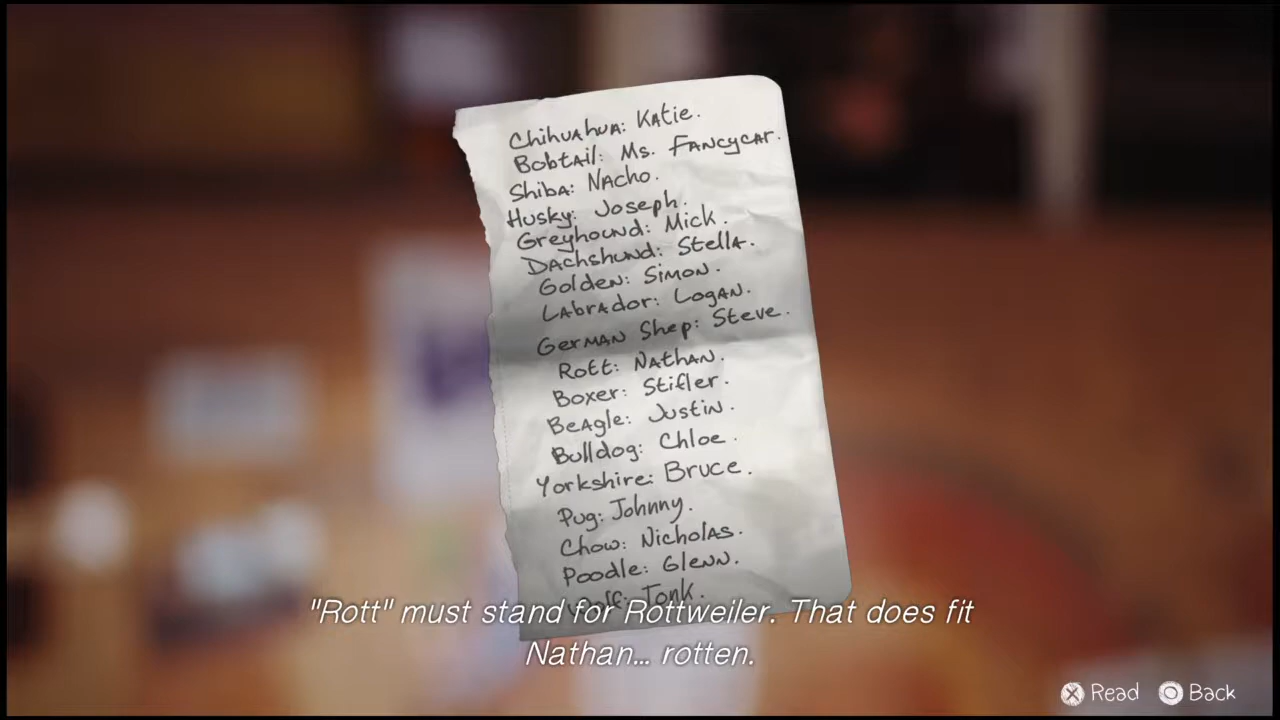 Chihuahua: Katie.
Bobtail: Ms. Fancycar.
Shiba: Nacho.
Husky: Joseph.
Greyhound: Mick.
Dachshund: Stella.
Golden: Simon.
Labrador: Logan.
German Shep: Steve.
Rott: Nathan.
Boxer: Stifler.
Beagle: Justin.
Bulldog: Chloe.
Yorkshire: Bruce.
Pug: Johnny.
Chow: Nicholas.
Poodle: Glenn.
Wolf: Tonk.
"Rott" must stand for Rottweiler. That does fit
Nathan... rotten.
Read Back